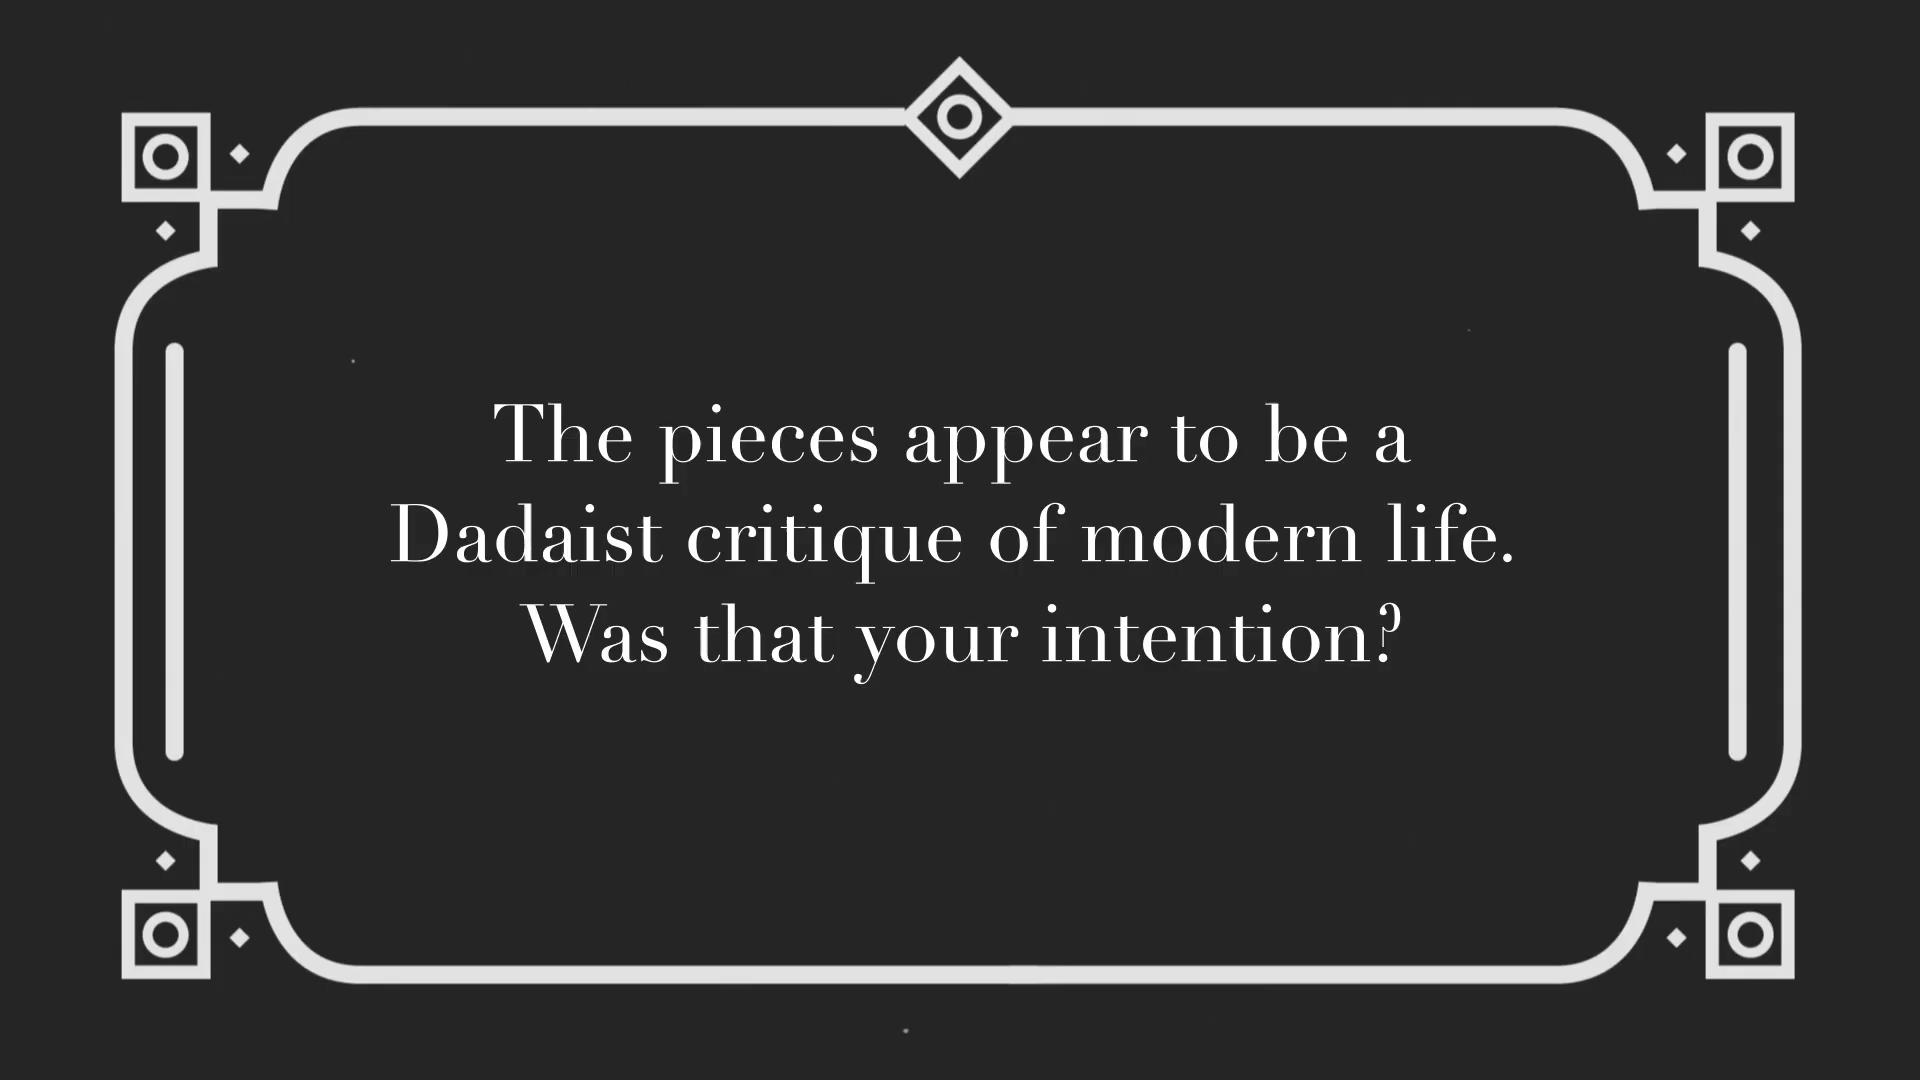 The pieces appear to be a
Dadaist critique of modern life.
Was that your intention?